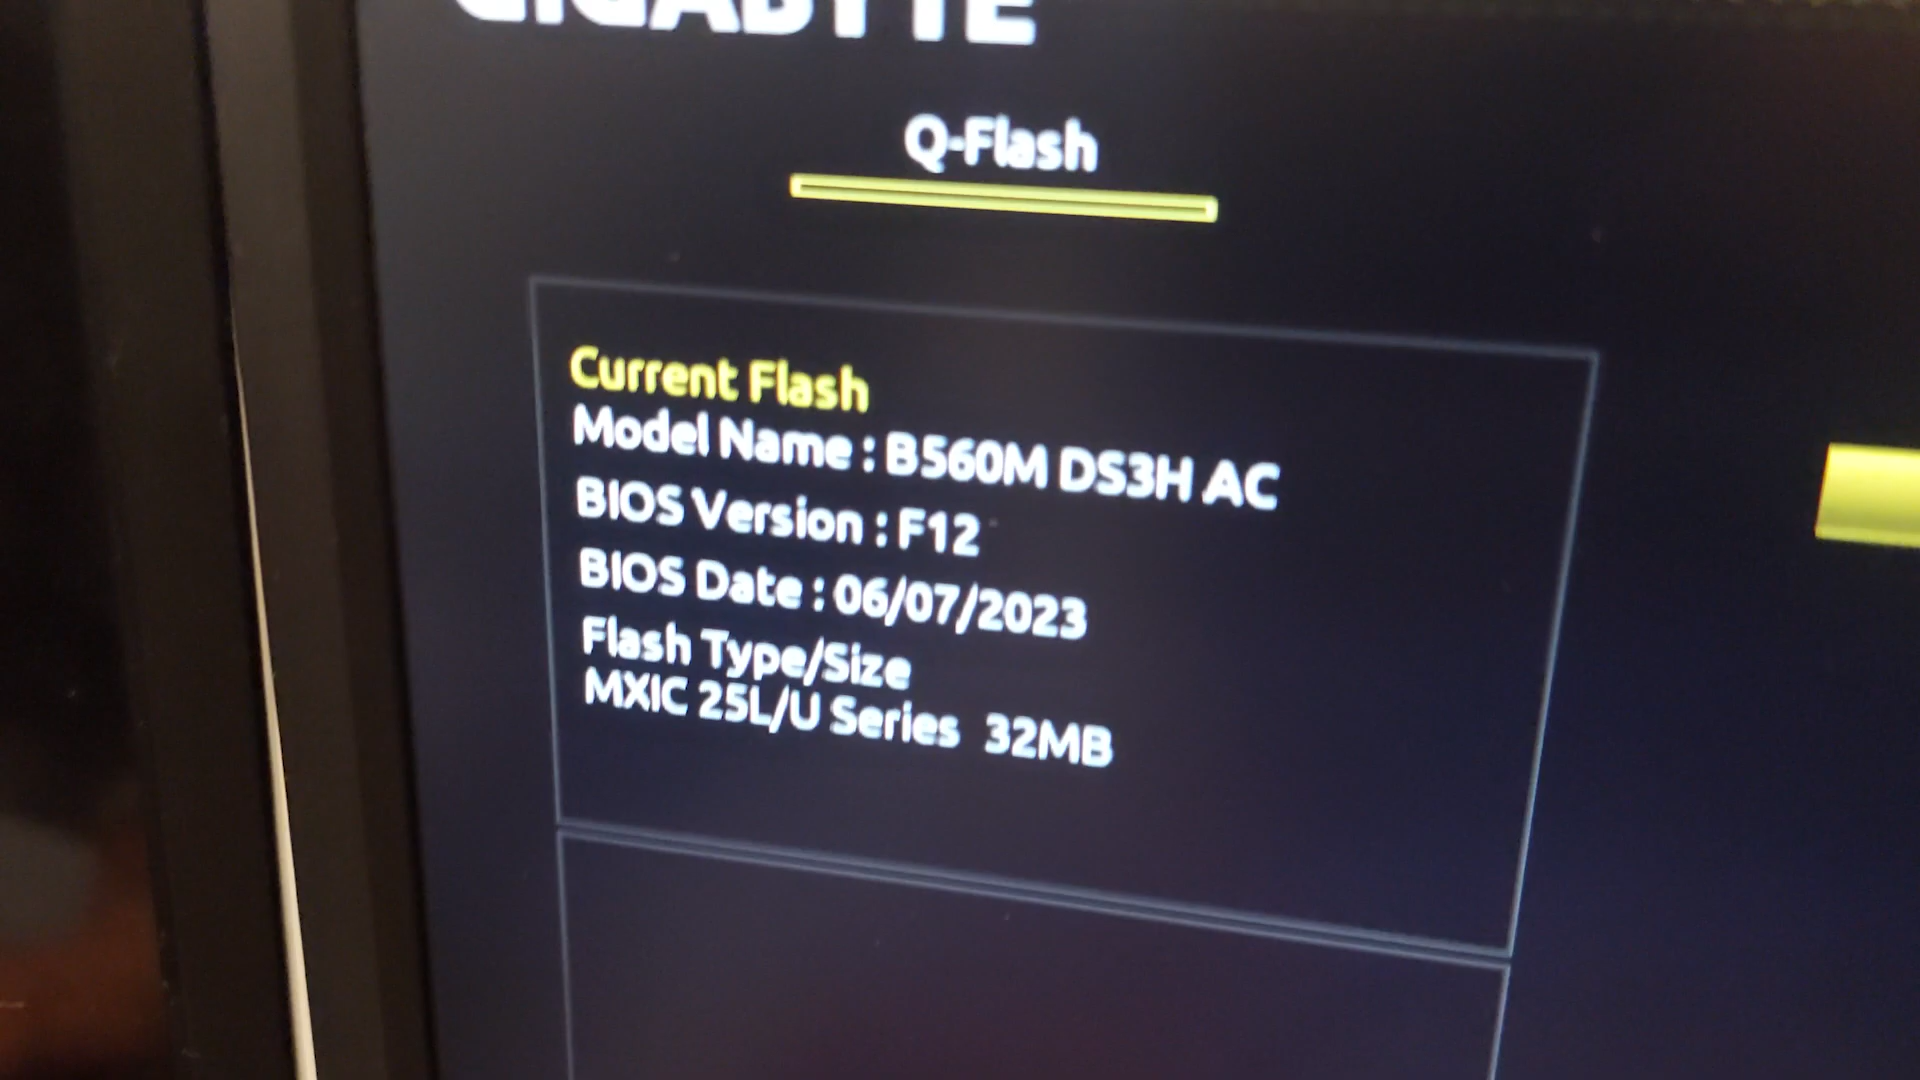 GIGABYTE
Q-Flash
Current Flash
Model Name : B560M DS3H AC
BIOS Version : F12
BIOS Date : 06/07/2023
Flash Type/Size
MXIC 25L/U Series 32MB